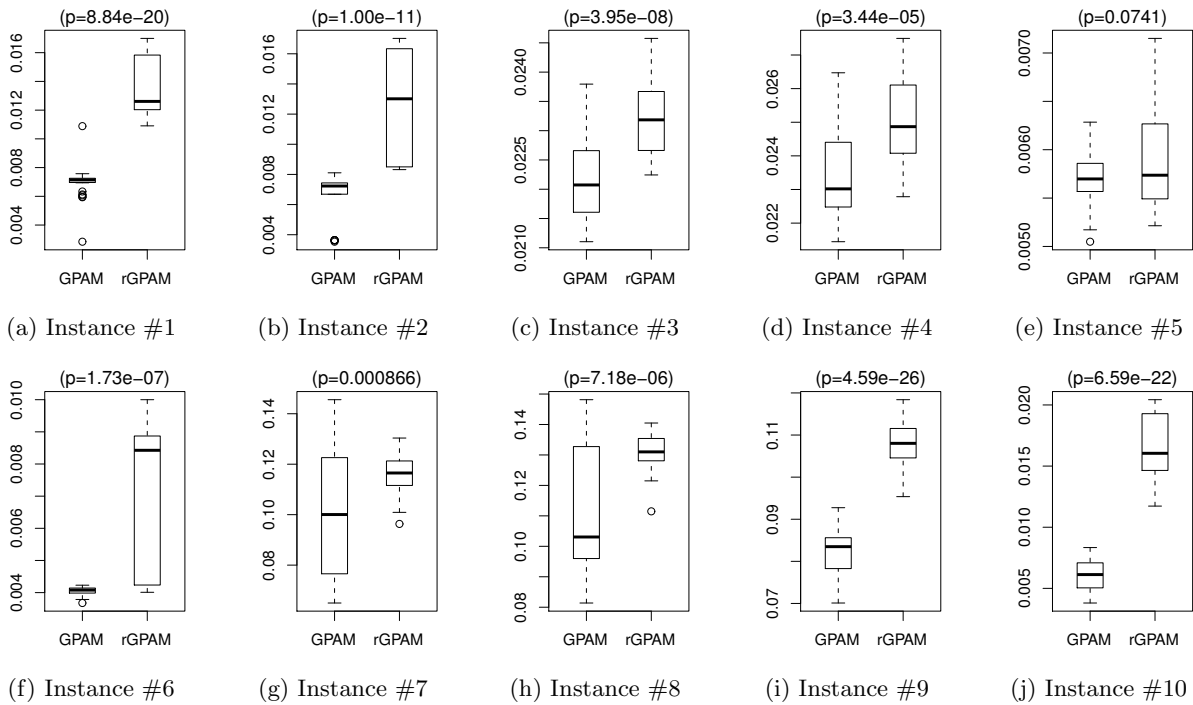 (p=8.84e−20)
0.004 0.008 0.012 0.016
GPAM rGPAM
(a) Instance #1
(p=1.00e−11)
0.004 0.008 0.012 0.016
GPAM rGPAM
(b) Instance #2
(p=3.95e−08)
0.0210 0.0225 0.0240
GPAM rGPAM
(c) Instance #3
(p=3.44e−05)
0.022 0.024 0.026
GPAM rGPAM
(d) Instance #4
(p=0.0741)
0.0050 0.0060 0.0070
GPAM rGPAM
(e) Instance #5
(p=1.73e−07)
0.004 0.006 0.008 0.010
GPAM rGPAM
(f) Instance #6
(p=0.000866)
0.08 0.10 0.12 0.14
GPAM rGPAM
(g) Instance #7
(p=7.18e−06)
0.08 0.10 0.12 0.14
GPAM rGPAM
(h) Instance #8
(p=4.59e−26)
0.07 0.09 0.11
GPAM rGPAM
(i) Instance #9
(p=6.59e−22)
0.005 0.010 0.015 0.020
GPAM rGPAM
(j) Instance #10